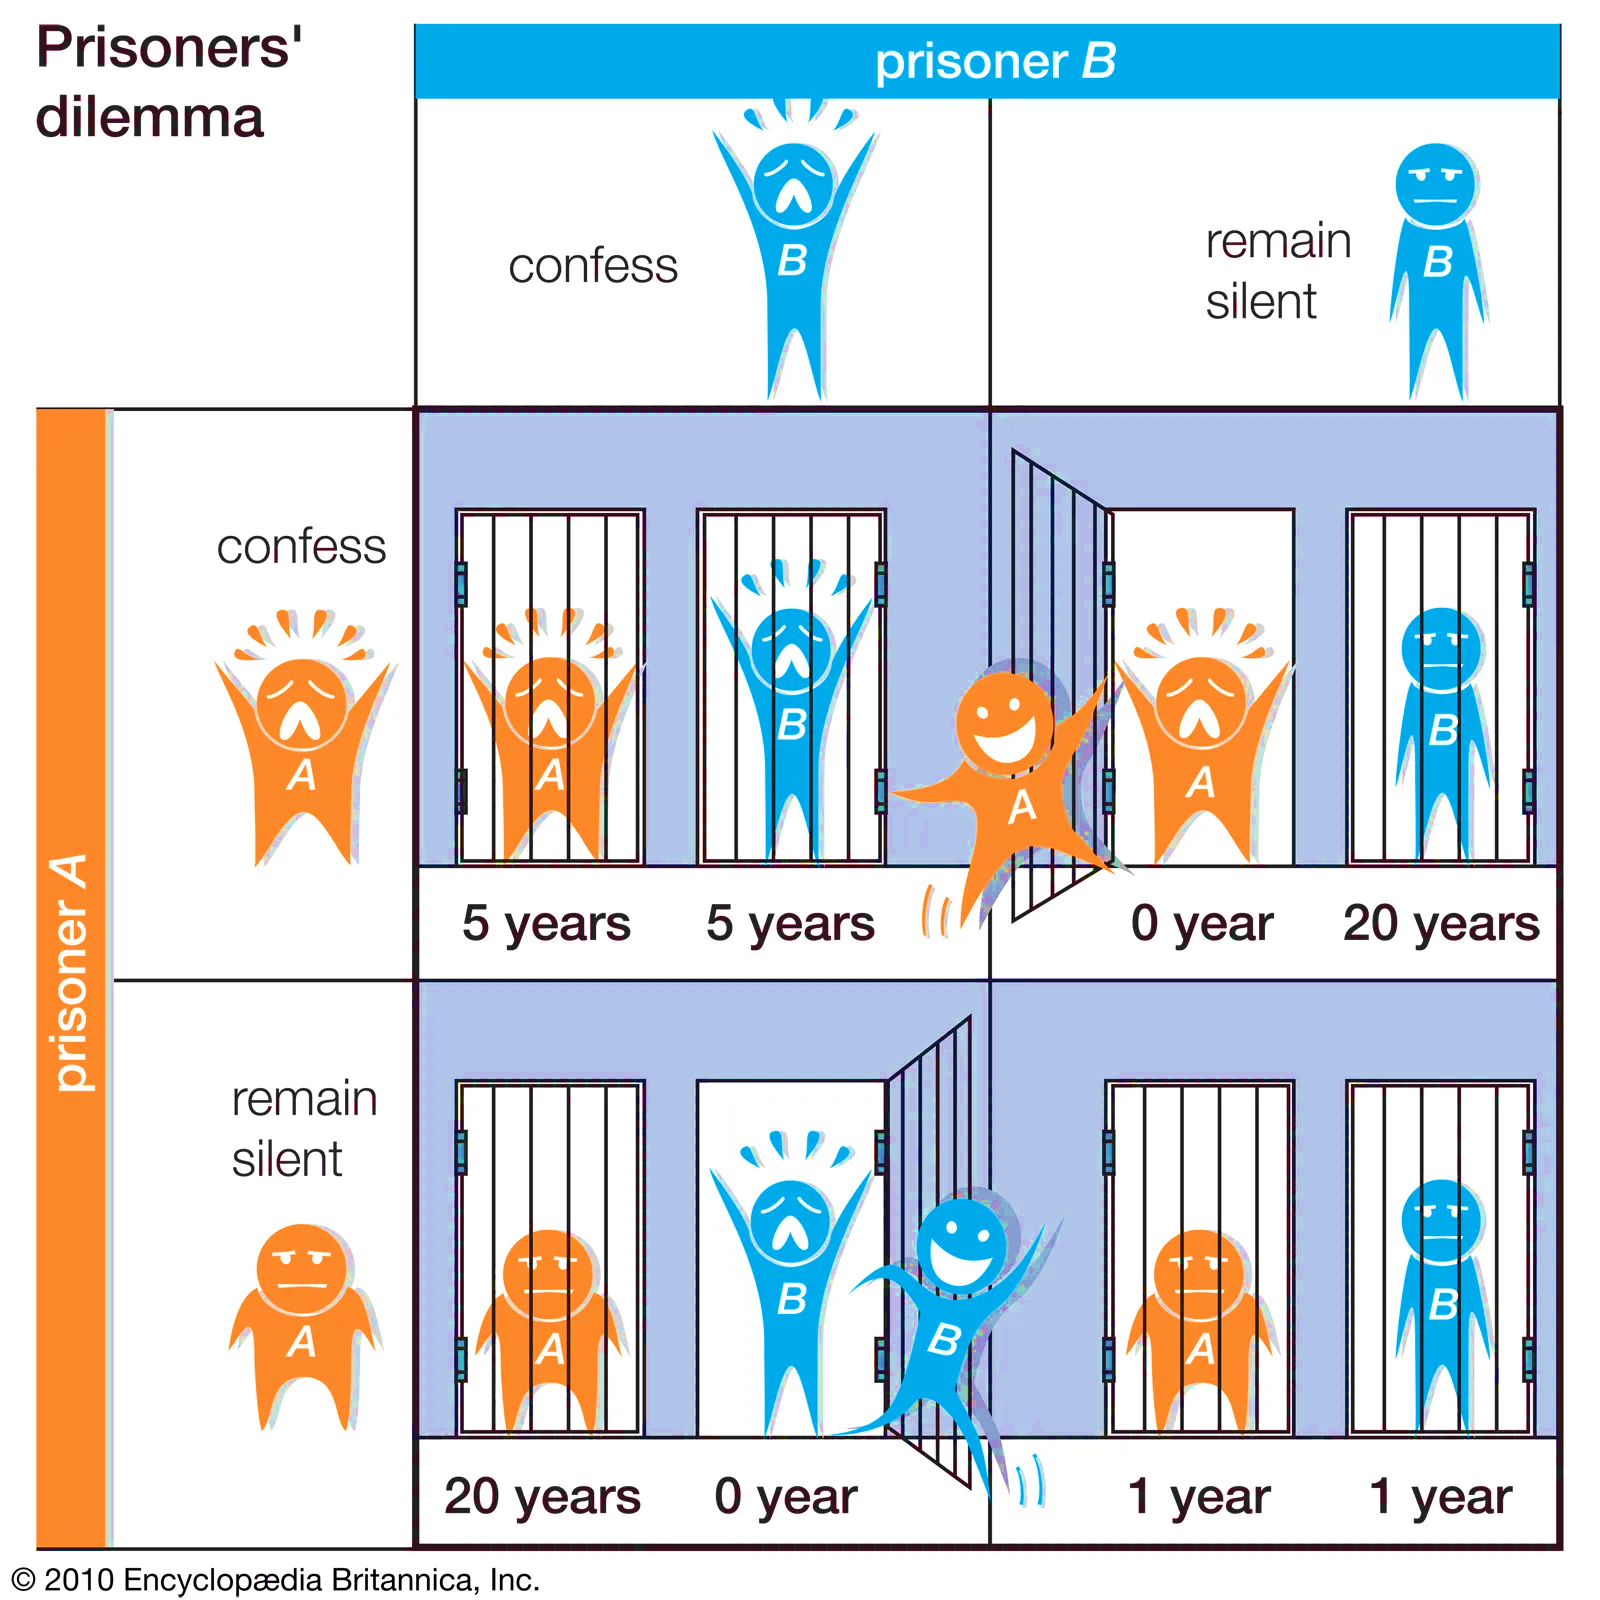 Prisoners'
dilemma
prisoner B
confess
B
remain
silent
B
prisoner A
confess
A
A
B
A
A
B
5 years
5 years
0 year
20 years
remain
silent
A
A
B
B
A
B
20 years
0 year
1 year
1 year
© 2010 Encyclopædia Britannica, Inc.